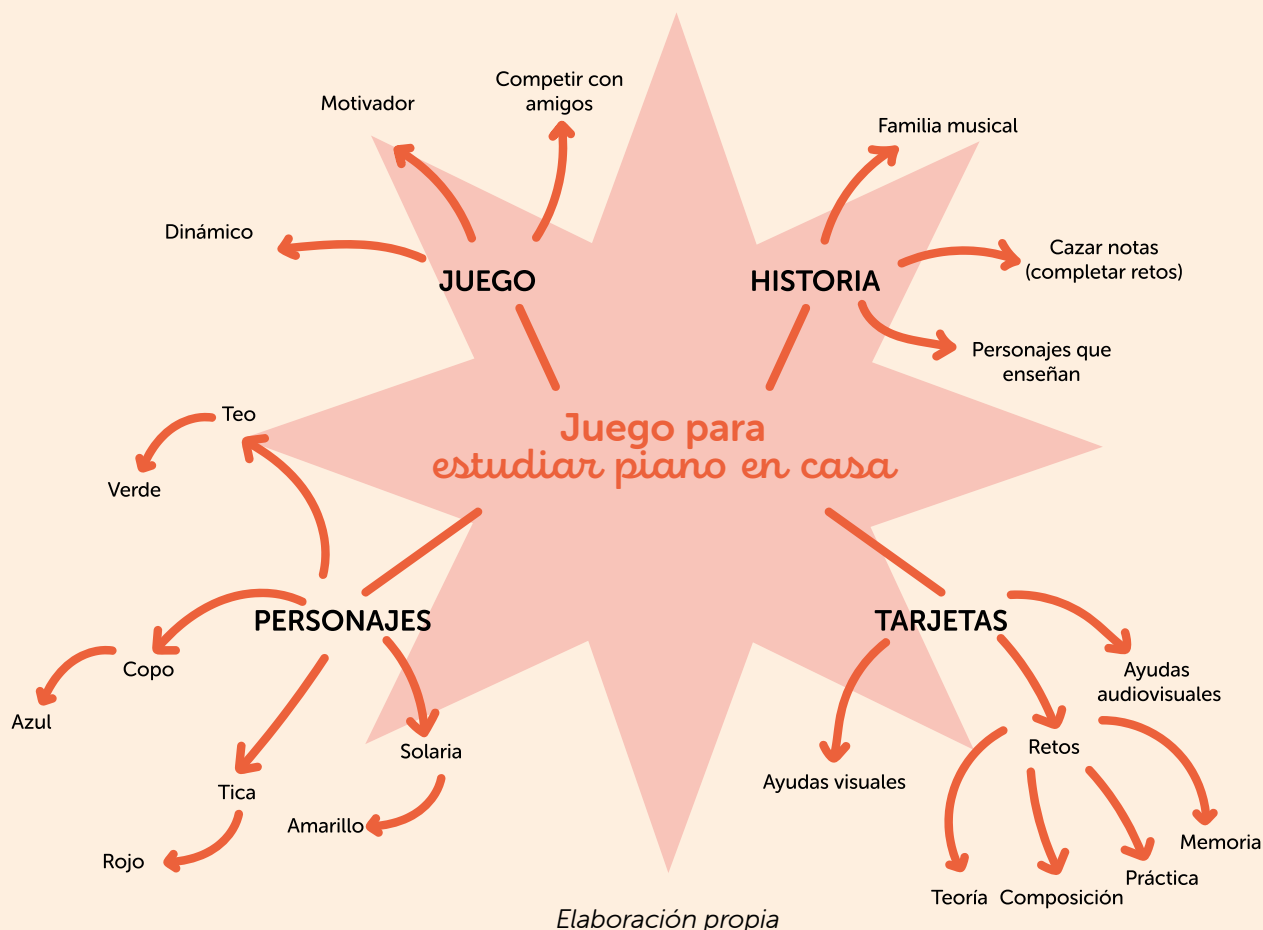 Competir con
amigos
Motivador
Dinámico
JUEGO
Familia musical
Cazar notas
(completar retos)
HISTORIA
Personajes que
enseñan
Juego para
estudiar piano en casa
Teo
Verde
PERSONAJES
Copo
Azul
Tica
Rojo
Solaria
Amarillo
TARJETAS
Ayudas
audiovisuales
Retos
Ayudas visuales
Memoria
Práctica
Teoría
Composición
Elaboración propia